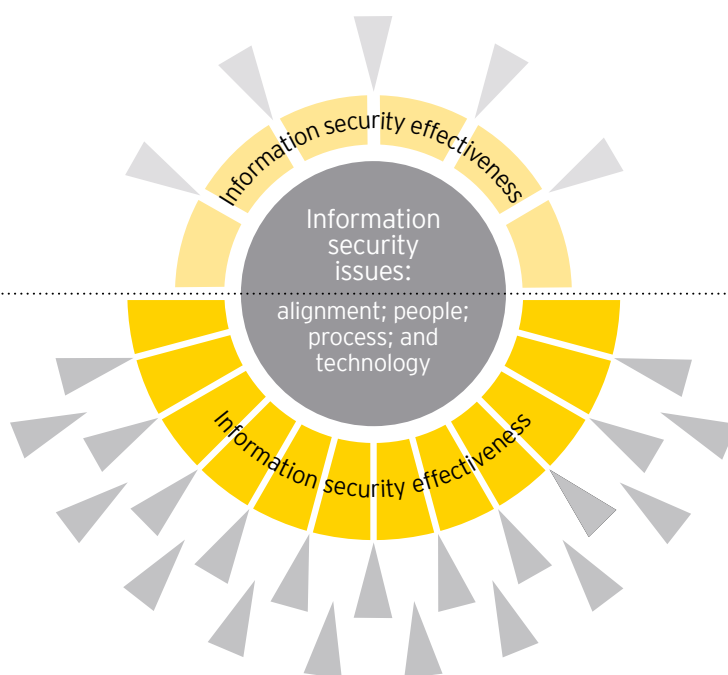 Information security effectiveness
Information
security
issues:
alignment; people;
process; and
technology
Information security effectiveness